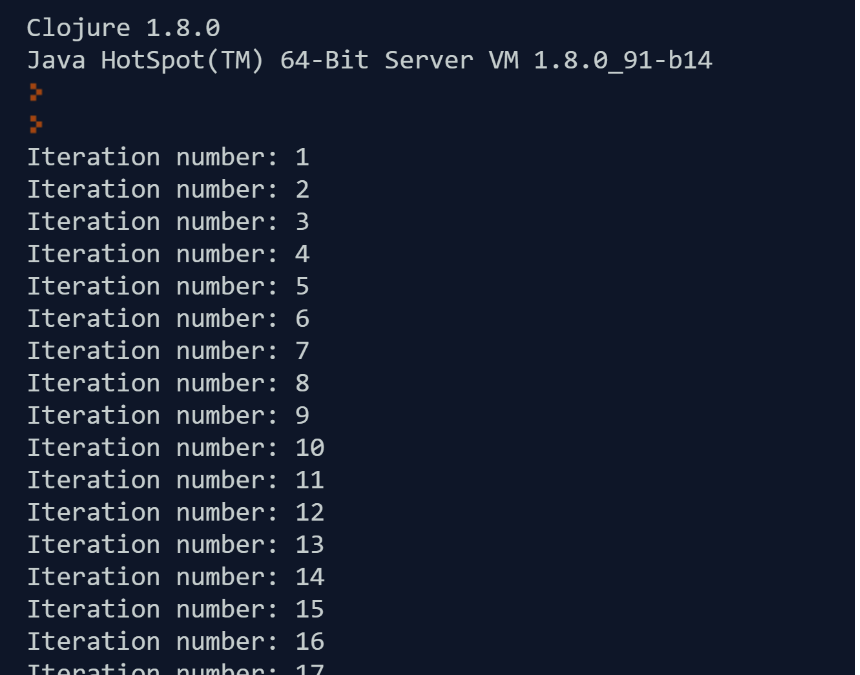 Clojure 1.8.0
Java HotSpot(TM) 64-Bit Server VM 1.8.0_91-b14
>
>
Iteration number: 1
Iteration number: 2
Iteration number: 3
Iteration number: 4
Iteration number: 5
Iteration number: 6
Iteration number: 7
Iteration number: 8
Iteration number: 9
Iteration number: 10
Iteration number: 11
Iteration number: 12
Iteration number: 13
Iteration number: 14
Iteration number: 15
Iteration number: 16
Iteration number: 17